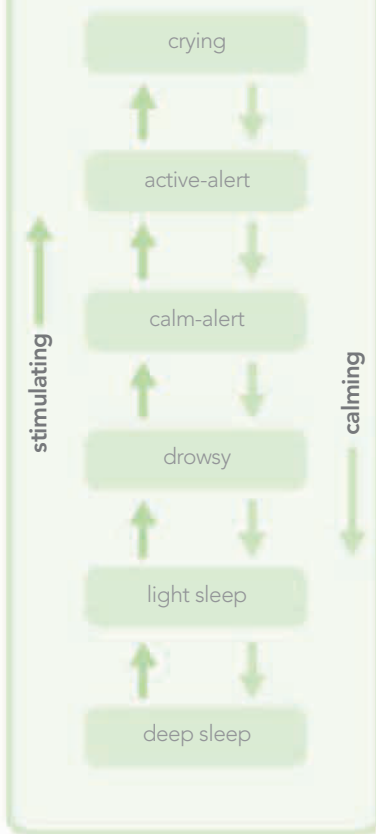 crying
active-alert
calm-alert
drowsy
light sleep
deep sleep
stimulating
calming